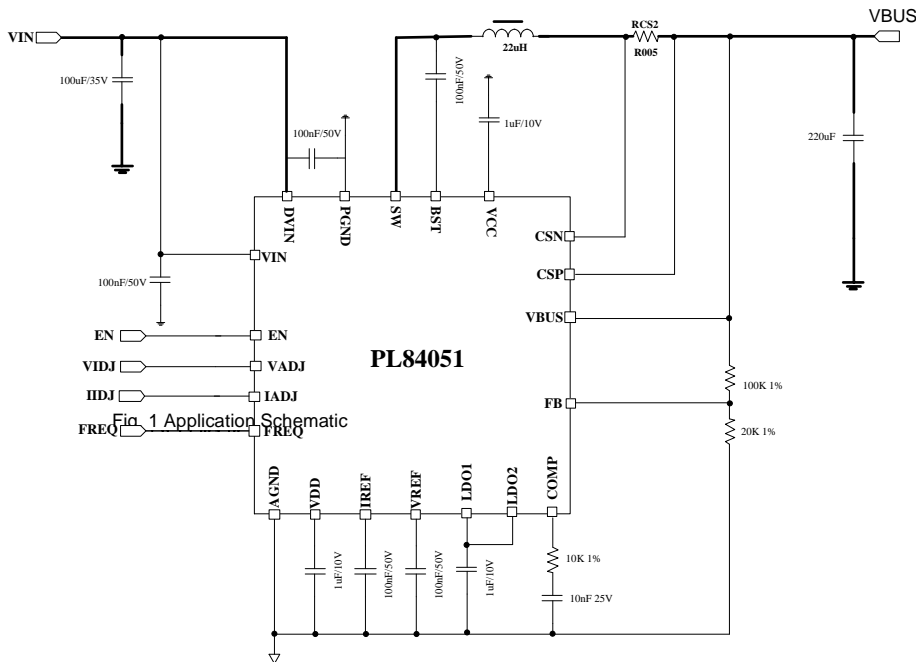 VBUS
RCS2
VIN
R005
22uH
100uF/35V
100nF/50V
1uF/10V
100nF/50V
220uF
DVIN
PGND
SW
BST
VCC
CSN
VIN
CSP
100nF/50V
VBUS
EN
EN
VIDJ
VADJ
PL84051
100K 1%
IIDJ
IADJ
FB
Fig. 1 Application Schematic
FREQ
FREQ
20K 1%
AGND
VDD
IREF
VREF
LDO1
LDO2
COMP
1uF/10V
100nF/50V
100nF/50V
1uF/10V
10K 1%
10nF 25V